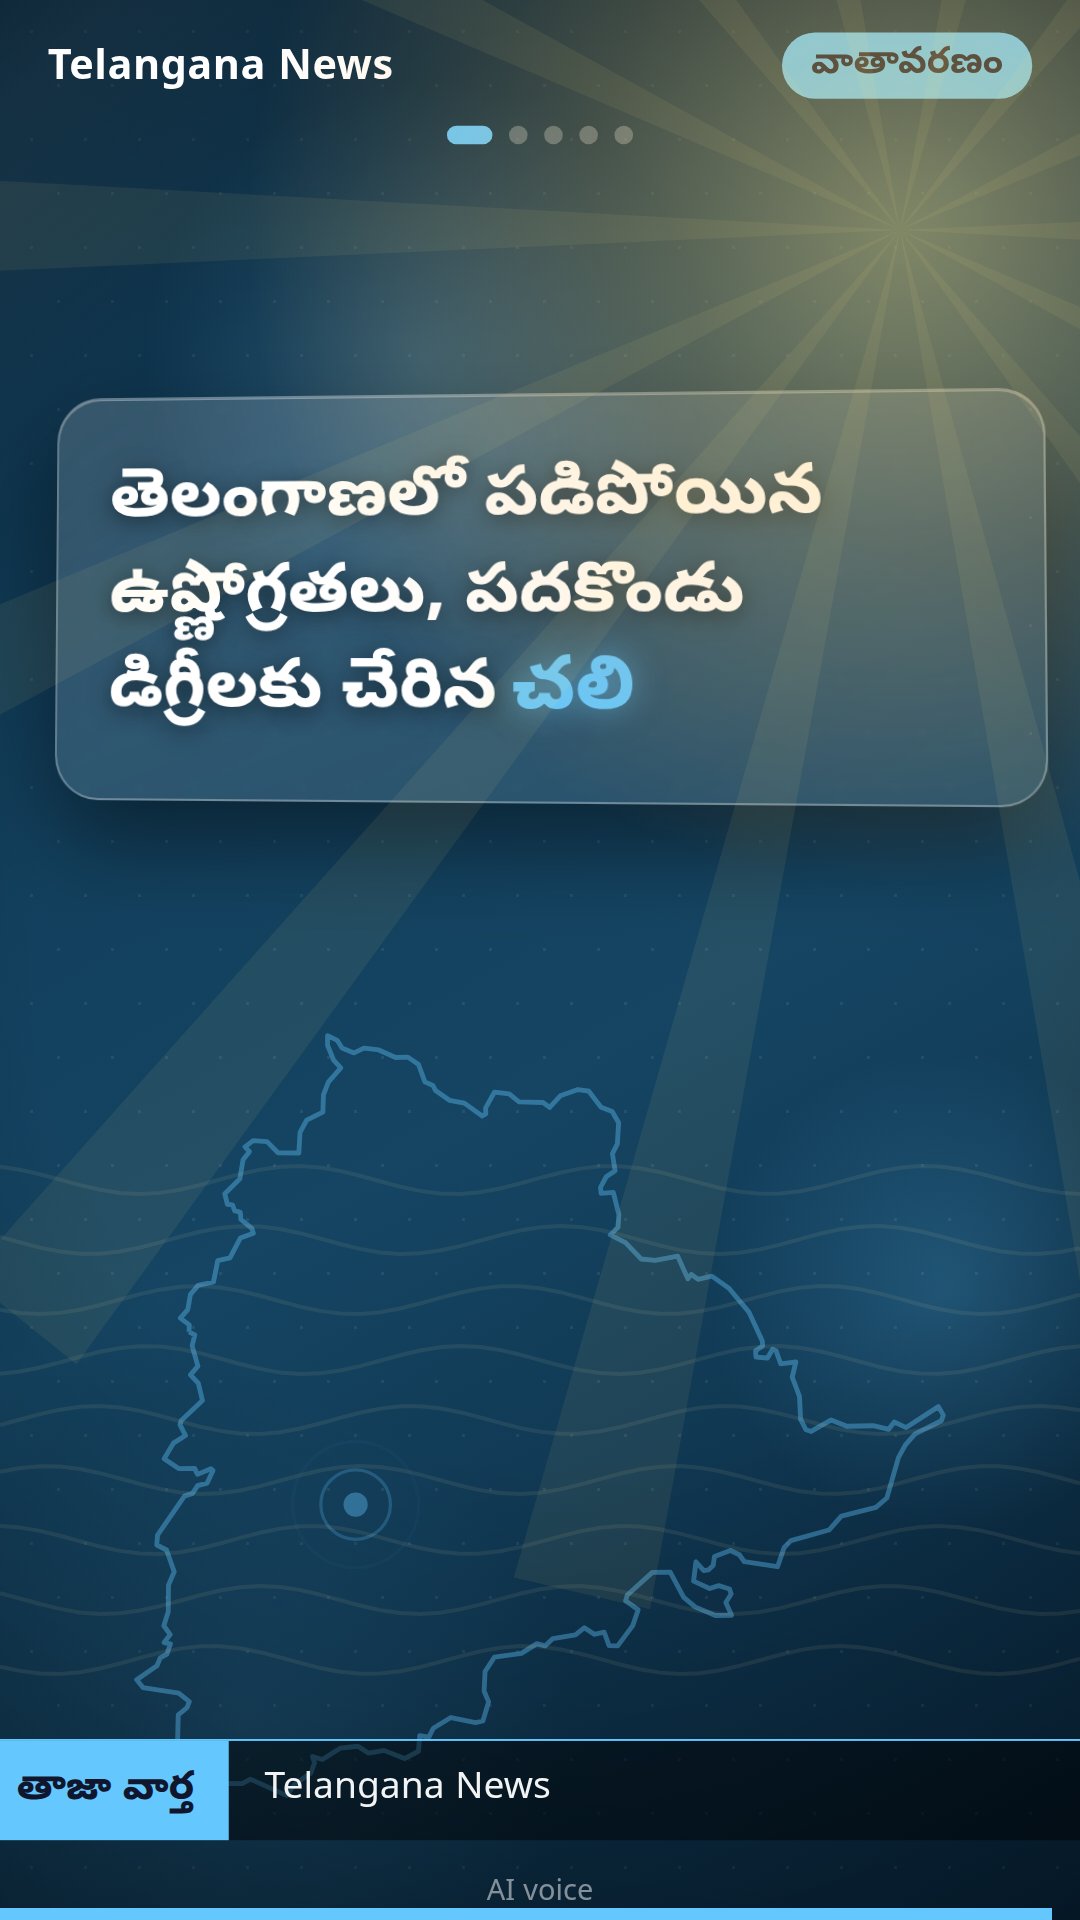 Telangana News
వాతావరణం
తెలంగాణలో పడిపోయిన
ఉష్ణోగ్రతలు, పదకొండు
డిగ్రీలకు చేరిన చలి
తాజా వార్త
Telangana News
AI voice